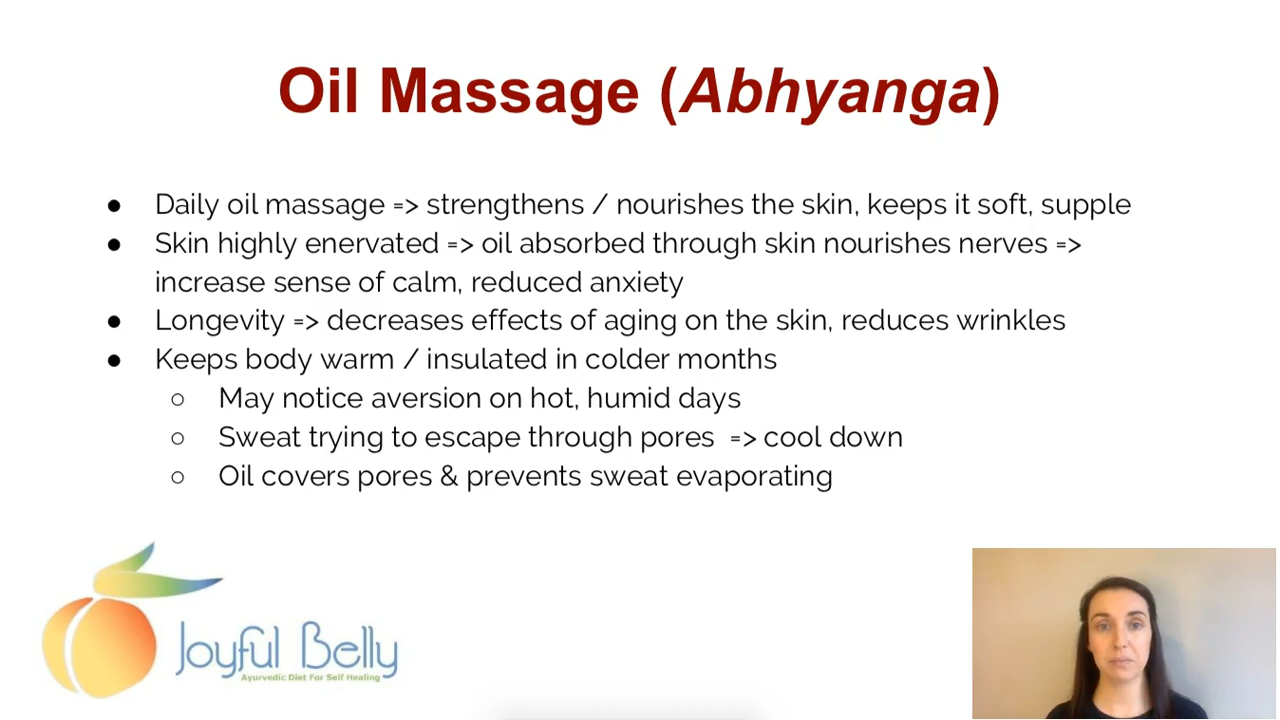 Oil Massage (Abhyanga)
● Daily oil massage => strengthens / nourishes the skin, keeps it soft, supple
● Skin highly enervated => oil absorbed through skin nourishes nerves =>
increase sense of calm, reduced anxiety
● Longevity => decreases effects of aging on the skin, reduces wrinkles
● Keeps body warm / insulated in colder months
○ May notice aversion on hot, humid days
○ Sweat trying to escape through pores => cool down
○ Oil covers pores & prevents sweat evaporating
Joyful Belly
Ayurvedic Diet For Self Healing